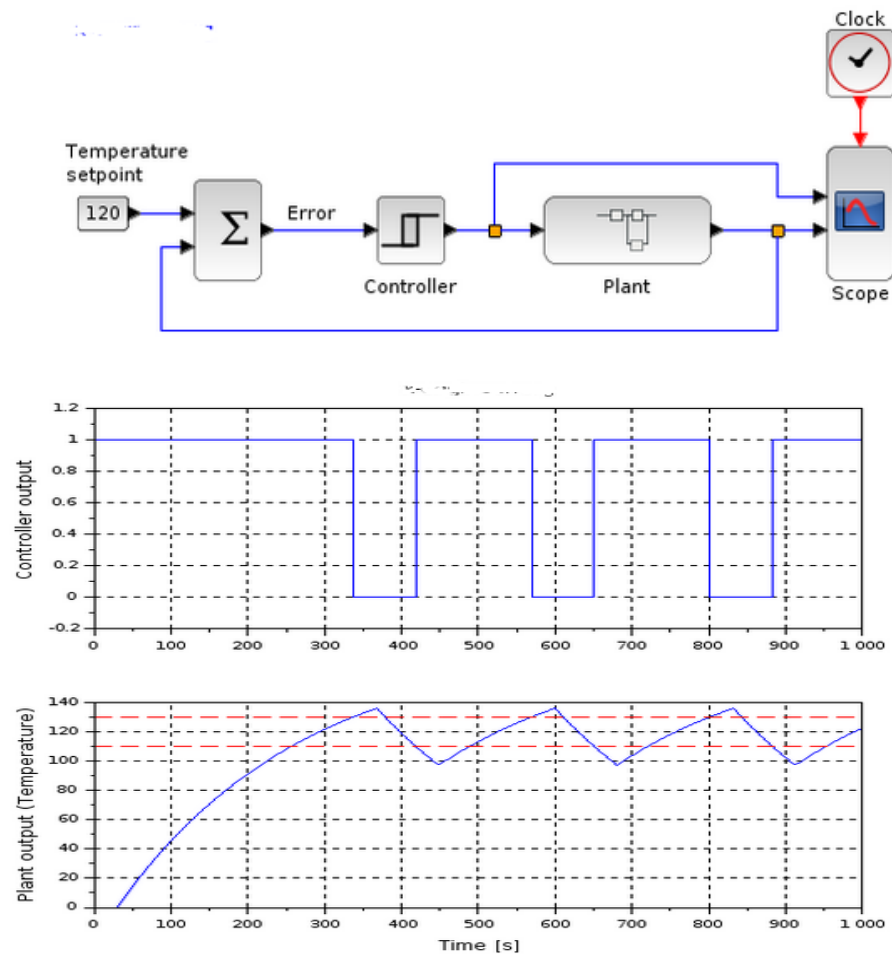 Clock
Temperature
setpoint
120
Σ
Error
Controller
Plant
Scope
1.2
1
0.8
0.6
0.4
0.2
0
-0.2
Controller output
0 100 200 300 400 500 600 700 800 900 1 000
140
120
100
80
60
40
20
0
Plant output (Temperature)
0 100 200 300 400 500 600 700 800 900 1 000
Time [s]